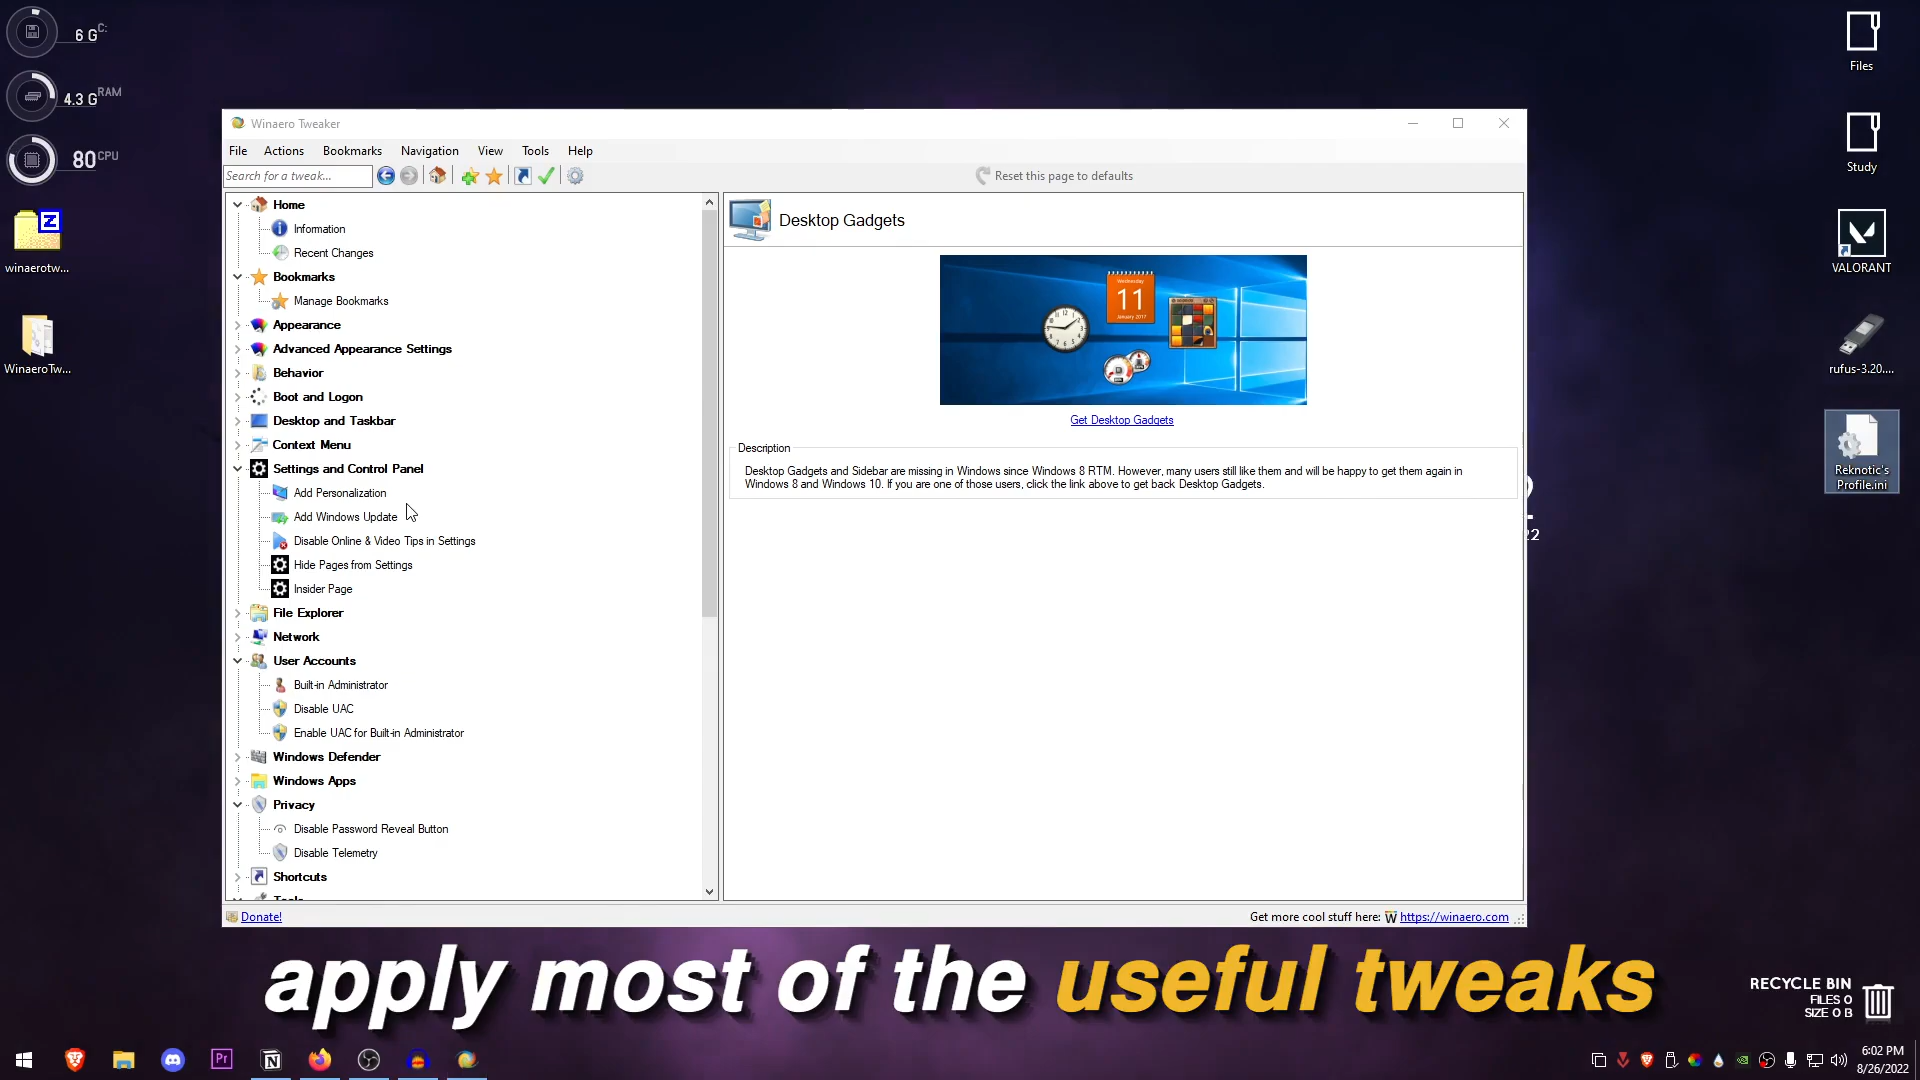 6 G C:
4.3 G RAM
80 CPU
winaerotw...
WinaeroTw...
Files
Study
VALORANT
rufus-3.20....
Reknotic's
Profile.ini
Winaero Tweaker
File Actions Bookmarks Navigation View Tools Help
Search for a tweak...
Reset this page to defaults
Home
Information
Recent Changes
Bookmarks
Manage Bookmarks
Appearance
Advanced Appearance Settings
Behavior
Boot and Logon
Desktop and Taskbar
Context Menu
Settings and Control Panel
Add Personalization
Add Windows Update
Disable Online & Video Tips in Settings
Hide Pages from Settings
Insider Page
File Explorer
Network
User Accounts
Built-in Administrator
Disable UAC
Enable UAC for Built-in Administrator
Windows Defender
Windows Apps
Privacy
Disable Password Reveal Button
Disable Telemetry
Shortcuts
Tools
Desktop Gadgets
Wednesday
11
January 2017
Get Desktop Gadgets
Description
Desktop Gadgets and Sidebar are missing in Windows since Windows 8 RTM. However, many users still like them and will be happy to get them again in
Windows 8 and Windows 10. If you are one of those users, click the link above to get back Desktop Gadgets.
22
Donate!
Get more cool stuff here: W https://winaero.com
apply most of the useful tweaks
RECYCLE BIN
FILES 0
SIZE 0 B
6:02 PM
8/26/2022